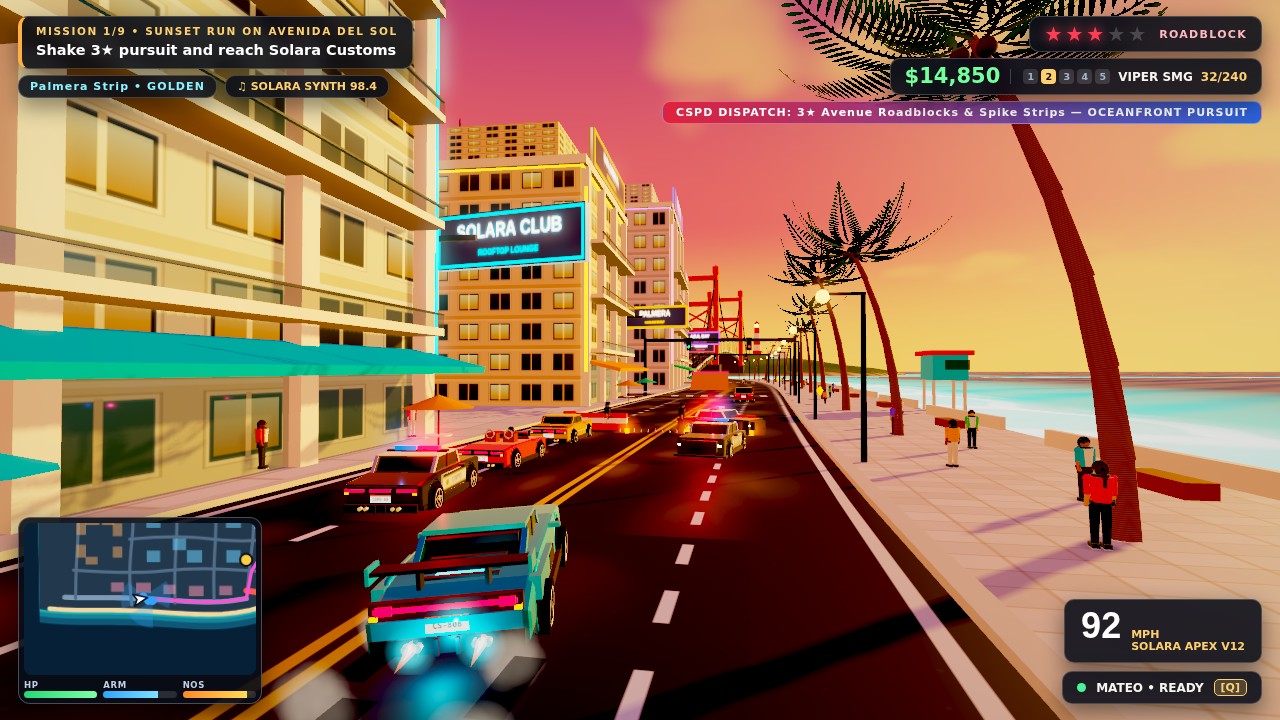 MISSION 1/9 • SUNSET RUN ON AVENIDA DEL SOL
Shake 3★ pursuit and reach Solara Customs
Palmera Strip • GOLDEN
♫ SOLARA SYNTH 98.4
★★★★★ ROADBLOCK
$14,850
1 2 3 4 5
VIPER SMG 32/240
CSPD DISPATCH: 3★ Avenue Roadblocks & Spike Strips — OCEANFRONT PURSUIT
SOLARA CLUB
ROOFTOP LOUNGE
PALMERA
HP ARM NOS
92 MPH
SOLARA APEX V12
MATEO • READY [Q]